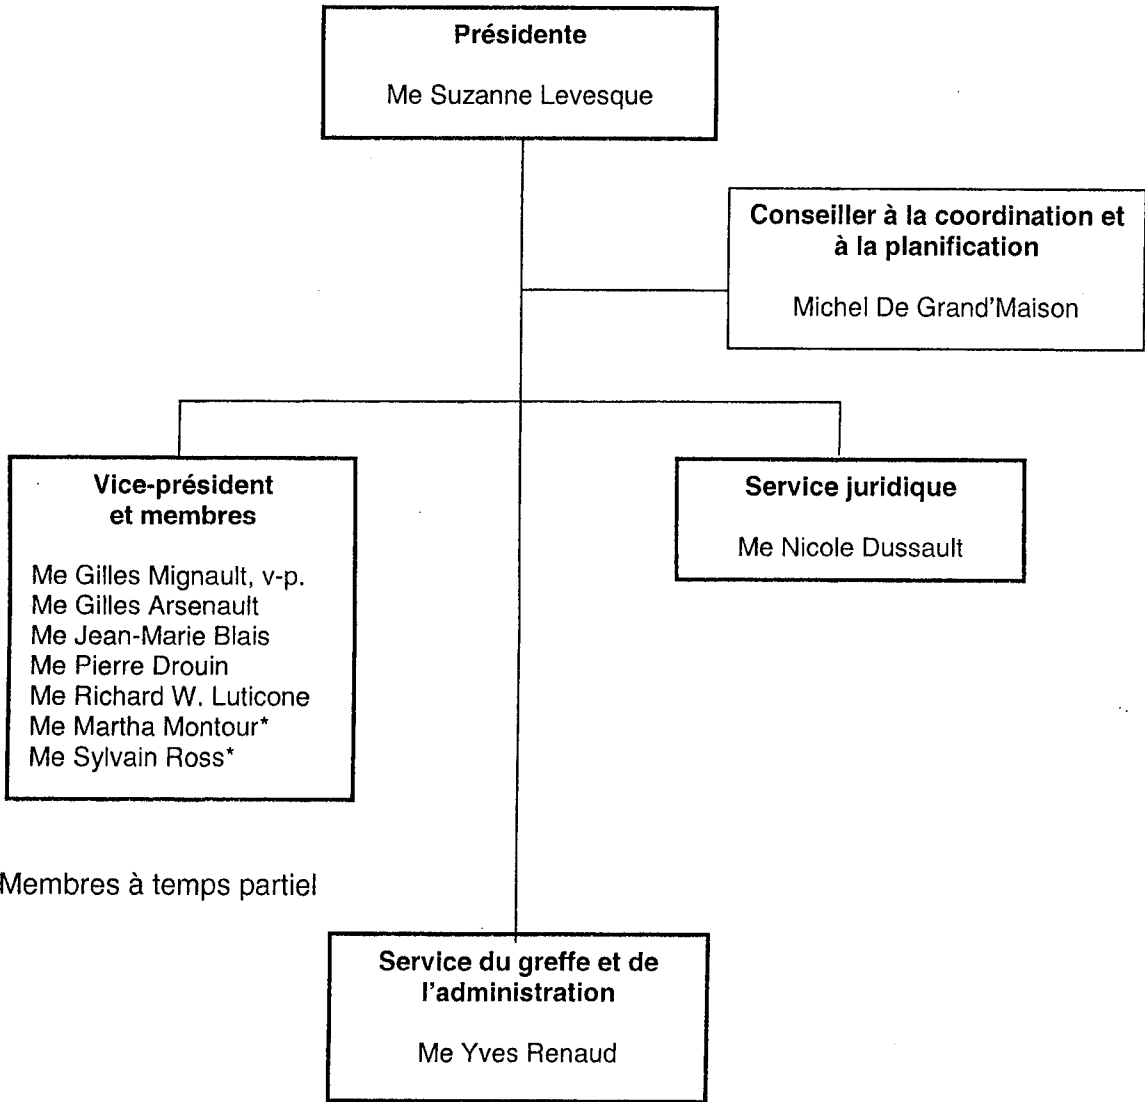 Présidente
Me Suzanne Levesque
Conseiller à la coordination et
à la planification
Michel De Grand'Maison
Vice-président
et membres
Me Gilles Mignault, v-p.
Me Gilles Arsenault
Me Jean-Marie Blais
Me Pierre Drouin
Me Richard W. Luticone
Me Martha Montour*
Me Sylvain Ross*
Service juridique
Me Nicole Dussault
Membres à temps partiel
Service du greffe et de
l'administration
Me Yves Renaud